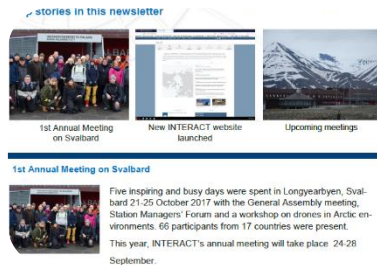 stories in this newsletter
1st Annual Meeting
on Svalbard
New INTERACT website
launched
Upcoming meetings
1st Annual Meeting on Svalbard
Five inspiring and busy days were spent in Longyearbyen, Sval-
bard 21-25 October 2017 with the General Assembly meeting,
Station Managers' Forum and a workshop on drones in Arctic en-
vironments. 66 participants from 17 countries were present.
This year, INTERACT's annual meeting will take place 24-28
September.